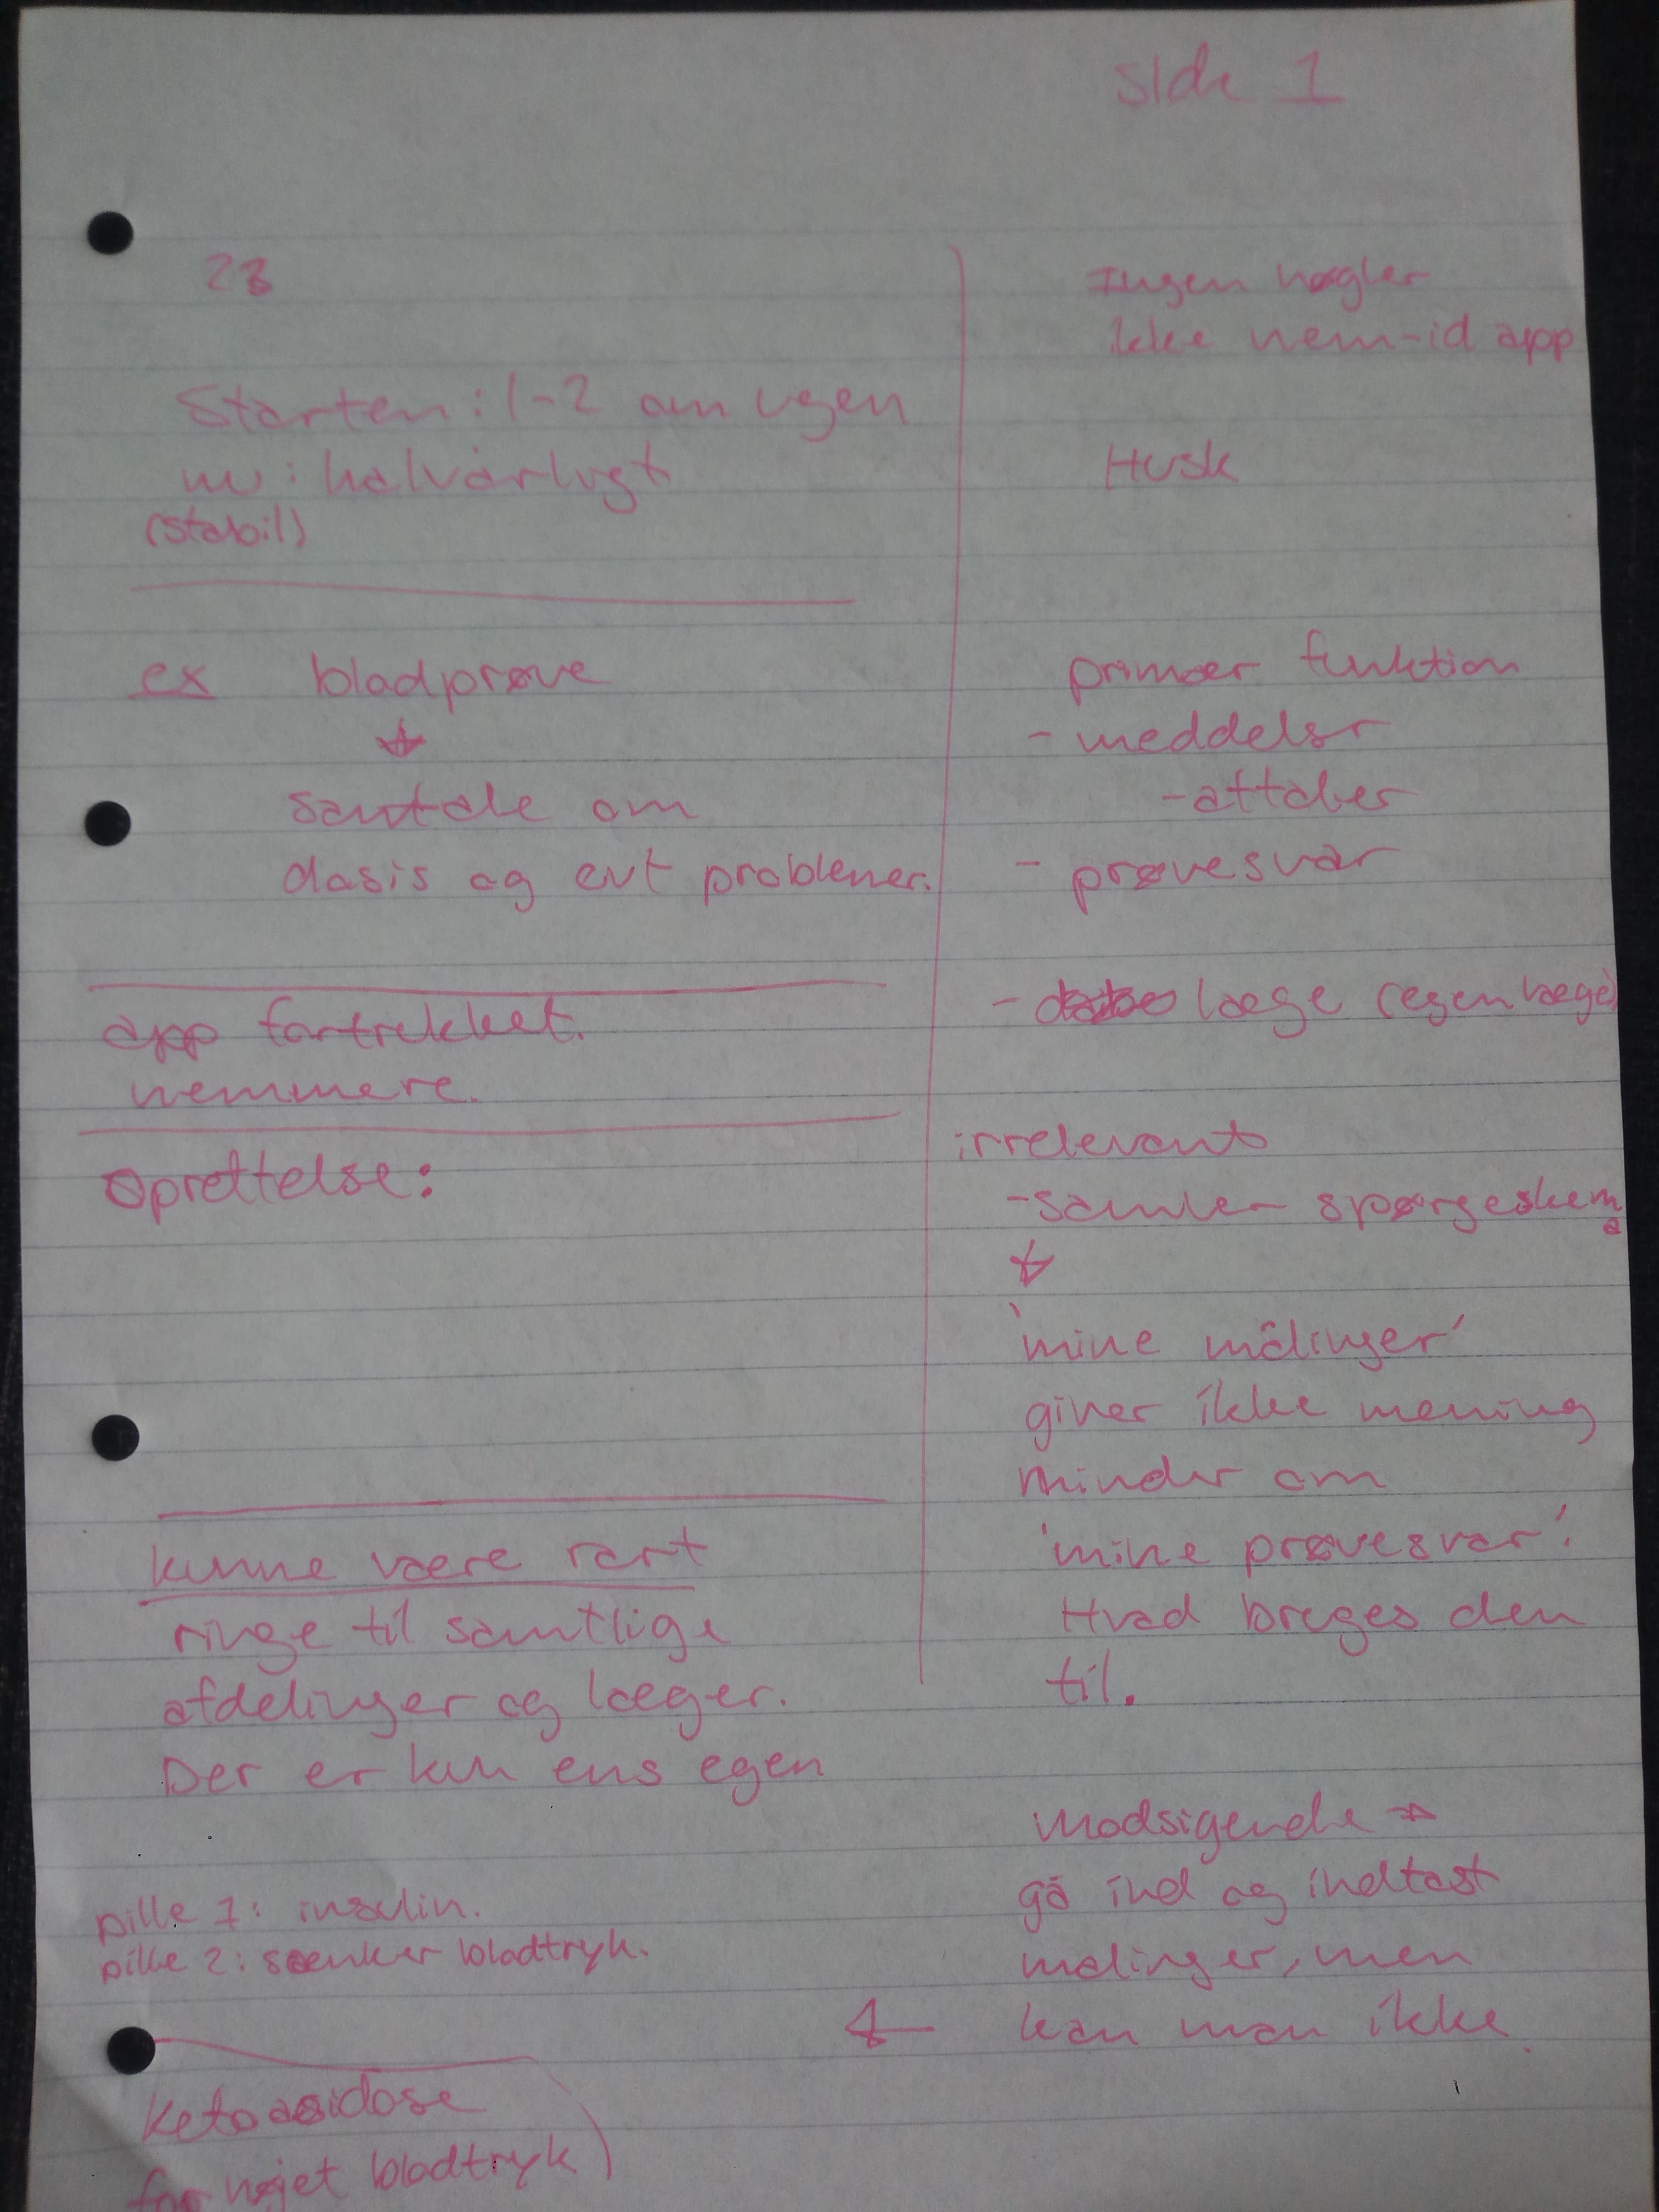 side 1
23
Starten: 1-2 om ugen
nu: halvårligt
(stabil)
ex blodprøve
samtale om
dosis og evt problemer.
app fortrukket.
nemmere.
Oprettelse:
kunne være rart
ringe til samtlige
afdelinger og læger.
Der er kun ens egen
pille 1: insulin.
pille 2: sænker blodtryk.
Ketoasidose
for højet blodtryk)
Ingen nøgler
ikke nem-id app
Husk
primær funktion
- meddelser
- aftaler
- prøvesvar
- læge (egen læge)
irrelevant
- samler spørgeskema
'mine målinger'
giver ikke mening
minder om
'mine prøvesvar'.
Hvad bruges den
til.
Modsigende →
gå ind og indtast
målinger, men
kan man ikke